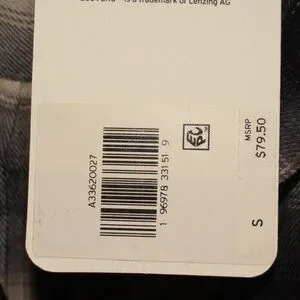 is a trademark of Lenzing AG
A33620027
1 96978 33151 9
MSRP
$79.50
S